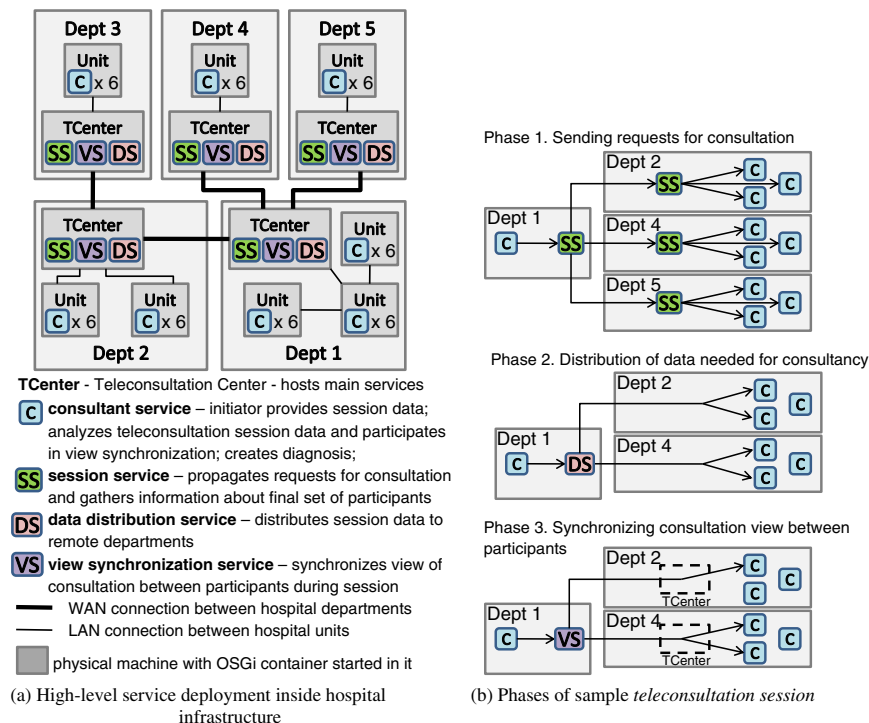 Dept 3
Dept 4
Dept 5
Unit
C x 6
Unit
C x 6
Unit
C x 6
TCenter
SS VS DS
TCenter
SS VS DS
TCenter
SS VS DS
TCenter
SS VS DS
TCenter
SS VS DS
Unit
C x 6
Unit
C x 6
Unit
C x 6
Unit
C x 6
Unit
C x 6
Dept 2
Dept 1
TCenter - Teleconsultation Center - hosts main services
C consultant service – initiator provides session data;
analyzes teleconsultation session data and participates
in view synchronization; creates diagnosis;
SS session service – propagates requests for consultation
and gathers information about final set of participants
DS data distribution service – distributes session data to
remote departments
VS view synchronization service – synchronizes view of
consultation between participants during session
WAN connection between hospital departments
LAN connection between hospital units
physical machine with OSGi container started in it
(a) High-level service deployment inside hospital
infrastructure
Phase 1. Sending requests for consultation
Dept 2
SS
C
C
C
Dept 1
C
SS
Dept 4
SS
C
C
C
Dept 5
SS
C
C
C
Phase 2. Distribution of data needed for consultancy
Dept 2
C
C
C
Dept 1
C
DS
Dept 4
C
C
C
Phase 3. Synchronizing consultation view between
participants
Dept 2
TCenter
C
C
C
Dept 1
C
VS
Dept 4
TCenter
C
C
C
(b) Phases of sample teleconsultation session